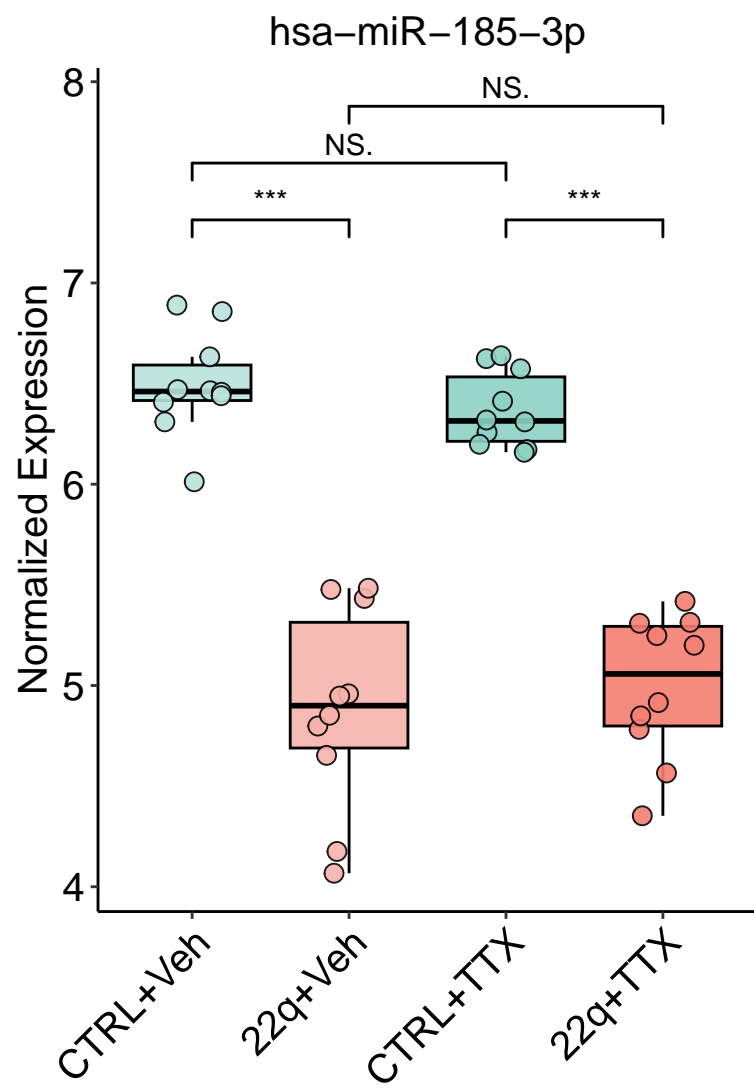 hsa−miR−185−3p
NS.
NS.
***
***
8
7
6
5
4
Normalized Expression
CTRL+Veh
22q+Veh
CTRL+TTX
22q+TTX